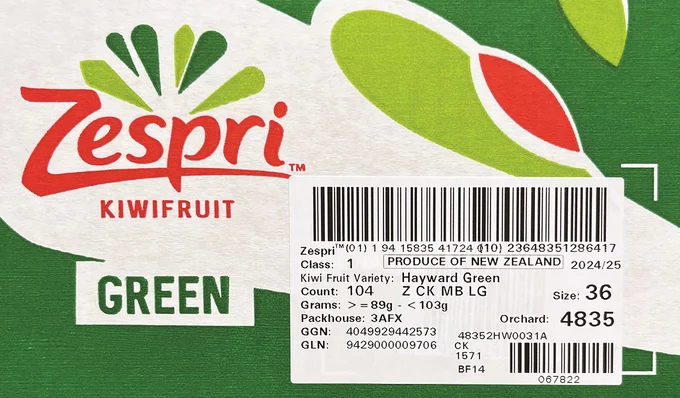 Zespri™
KIWIFRUIT
GREEN
Zespri™(01) 1 94 15835 41724 (10) 23648351286417
Class: 1 PRODUCE OF NEW ZEALAND 2024/25
Kiwi Fruit Variety: Hayward Green
Count: 104 Z CK MB LG Size: 36
Grams: >=89g - <103g
Packhouse: 3AFX Orchard: 4835
GGN: 4049929442573 48352HW0031A
GLN: 9429000009706 CK
1571
BF14
067822